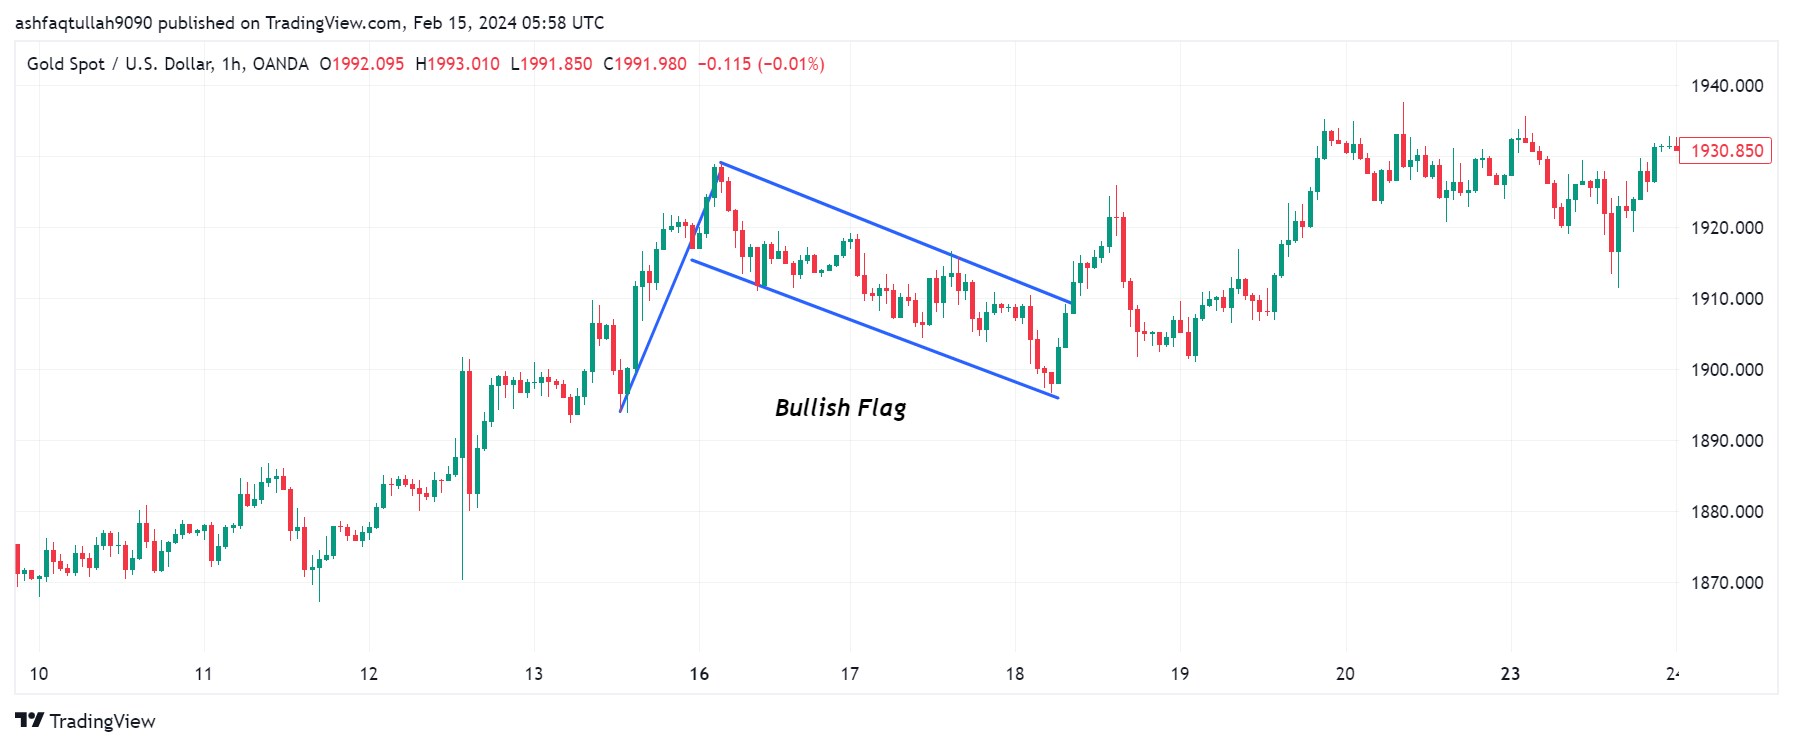 ashfaqtullah9090 published on TradingView.com, Feb 15, 2024 05:58 UTC
Gold Spot / U.S. Dollar, 1h, OANDA O1992.095 H1993.010 L1991.850 C1991.980 −0.115 (−0.01%)
1940.000
1930.850
1920.000
1910.000
1900.000
Bullish Flag
1890.000
1880.000
1870.000
10 11 12 13 16 17 18 19 20 23
TradingView